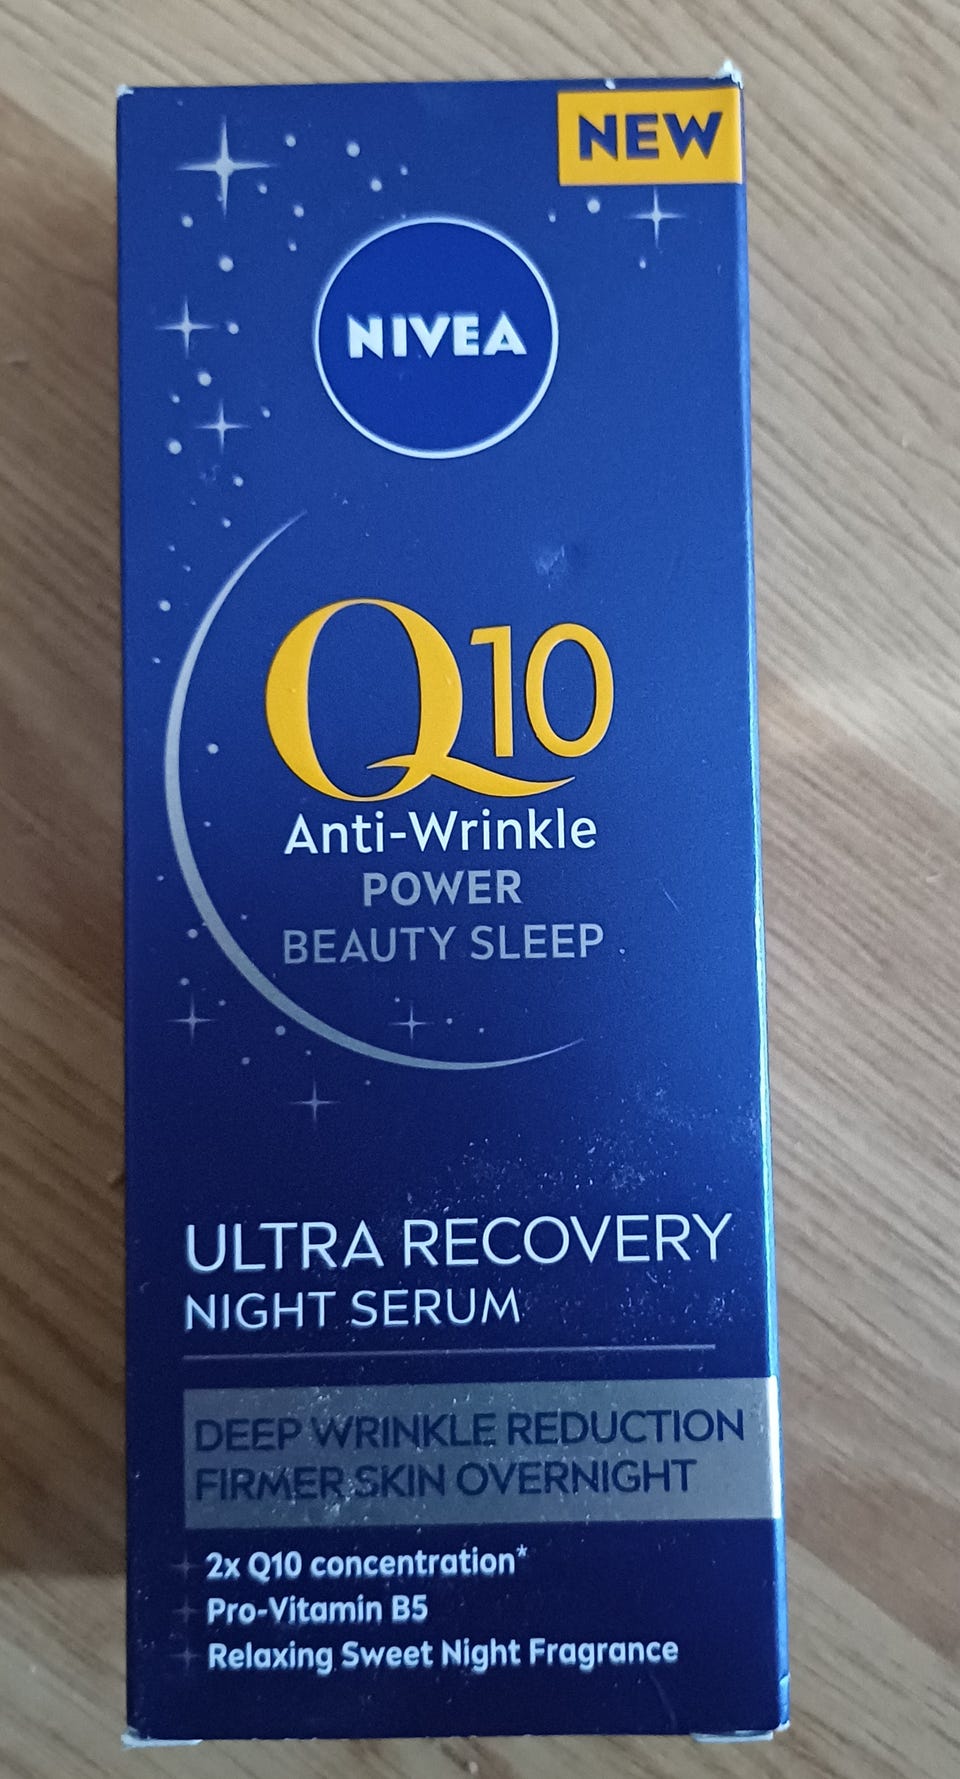 NEW
NIVEA
Q10
Anti-Wrinkle
POWER
BEAUTY SLEEP
ULTRA RECOVERY
NIGHT SERUM
DEEP WRINKLE REDUCTION
FIRMER SKIN OVERNIGHT
2x Q10 concentration*
Pro-Vitamin B5
Relaxing Sweet Night Fragrance